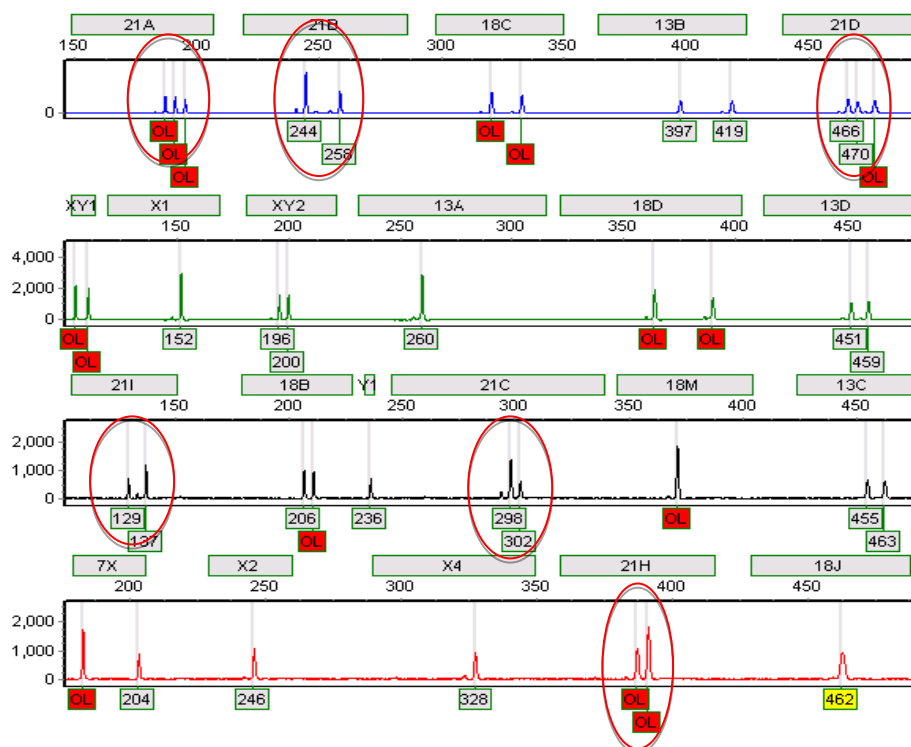 21A 21B 18C 13B 21D
150 200 250 300 350 400 450
0
OL 244 OL 397 419 466
OL 258 OL 470
OL OL
XY1 X1 XY2 13A 18D 13D
150 200 250 300 350 400 450
4,000
2,000
0
OL 152 196 260 OL OL 451
OL 200 459
21I 18B Y1 21C 18M 13C
150 200 250 300 350 400 450
2,000
1,000
0
129 206 236 298 OL 455
137 OL 302 463
7X X2 X4 21H 18J
200 250 300 350 400 450
2,000
1,000
0
OL 204 246 328 OL 462
OL